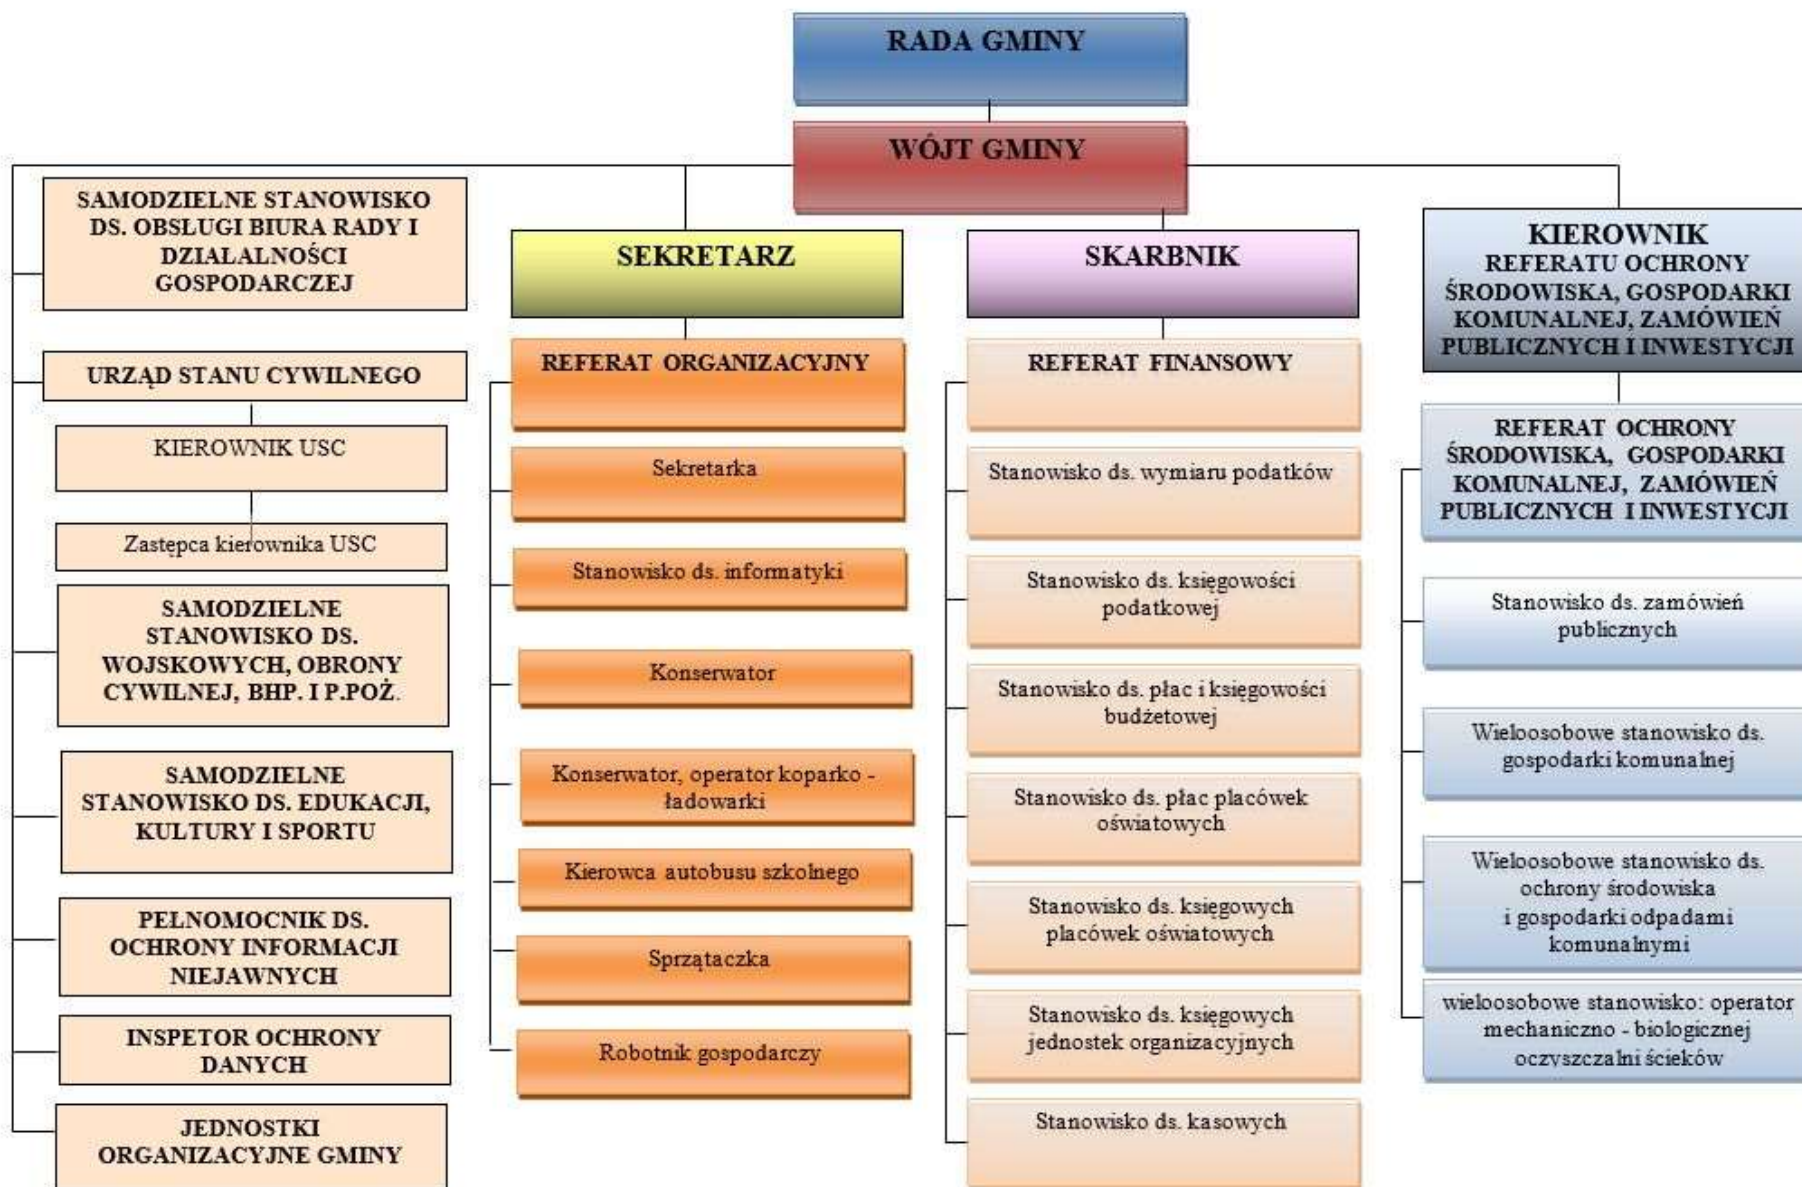 RADA GMINY
WÓJT GMINY
SAMODZIELNE STANOWISKO
DS. OBSŁUGI BIURA RADY I
DZIAŁALNOŚCI
GOSPODARCZEJ
URZĄD STANU CYWILNEGO
KIEROWNIK USC
Zastępca kierownika USC
SAMODZIELNE
STANOWISKO DS.
WOJSKOWYCH, OBRONY
CYWILNEJ, BHP. I P.POŻ.
SAMODZIELNE
STANOWISKO DS. EDUKACJI,
KULTURY I SPORTU
PEŁNOMOCNIK DS.
OCHRONY INFORMACJI
NIEJAWNYCH
INSPETOR OCHRONY
DANYCH
JEDNOSTKI
ORGANIZACYJNE GMINY
SEKRETARZ
REFERAT ORGANIZACYJNY
Sekretarka
Stanowisko ds. informatyki
Konserwator
Konserwator, operator koparko -
ładowarki
Kierowca autobusu szkolnego
Sprzątaczka
Robotnik gospodarczy
SKARBNIK
REFERAT FINANSOWY
Stanowisko ds. wymiaru podatków
Stanowisko ds. księgowości
podatkowej
Stanowisko ds. płac i księgowości
budżetowej
Stanowisko ds. płac placówek
oświatowych
Stanowisko ds. księgowych
placówek oświatowych
Stanowisko ds. księgowych
jednostek organizacyjnych
Stanowisko ds. kasowych
KIEROWNIK
REFERATU OCHRONY
ŚRODOWISKA, GOSPODARKI
KOMUNALNEJ, ZAMÓWIEŃ
PUBLICZNYCH I INWESTYCJI
REFERAT OCHRONY
ŚRODOWISKA, GOSPODARKI
KOMUNALNEJ, ZAMÓWIEŃ
PUBLICZNYCH I INWESTYCJI
Stanowisko ds. zamówień
publicznych
Wieloosobowe stanowisko ds.
gospodarki komunalnej
Wieloosobowe stanowisko ds.
ochrony środowiska
i gospodarki odpadami
komunalnymi
wieloosobowe stanowisko: operator
mechaniczno - biologicznej
oczyszczalni ścieków